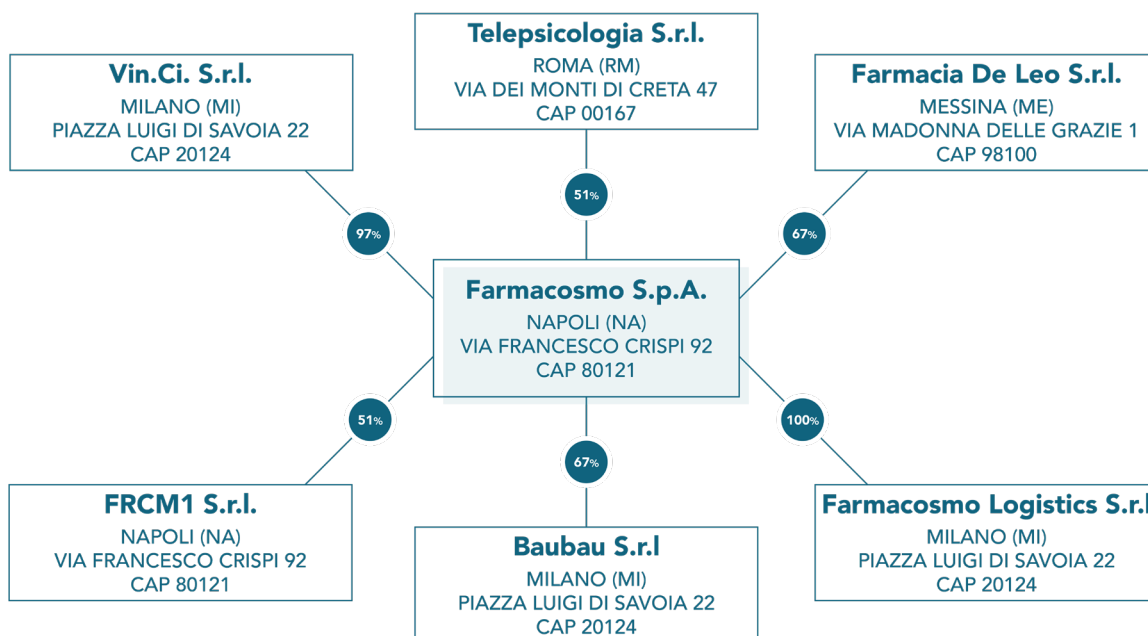 Telepsicologia S.r.l.
ROMA (RM)
VIA DEI MONTI DI CRETA 47
CAP 00167
Vin.Ci. S.r.l.
MILANO (MI)
PIAZZA LUIGI DI SAVOIA 22
CAP 20124
Farmacia De Leo S.r.l.
MESSINA (ME)
VIA MADONNA DELLE GRAZIE 1
CAP 98100
51%
97%
67%
Farmacosmo S.p.A.
NAPOLI (NA)
VIA FRANCESCO CRISPI 92
CAP 80121
51%
67%
100%
FRCM1 S.r.l.
NAPOLI (NA)
VIA FRANCESCO CRISPI 92
CAP 80121
Baubau S.r.l
MILANO (MI)
PIAZZA LUIGI DI SAVOIA 22
CAP 20124
Farmacosmo Logistics S.r.l
MILANO (MI)
PIAZZA LUIGI DI SAVOIA 22
CAP 20124